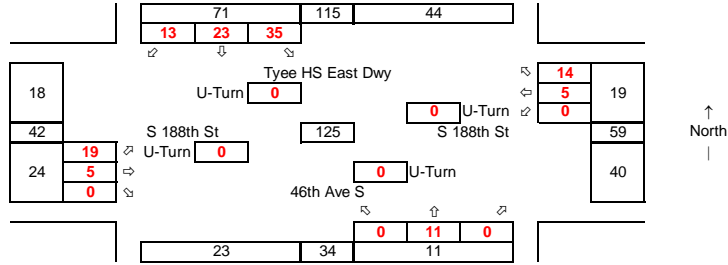 71 115 44
13 23 35
Tyee HS East Dwy
14
18 U-Turn 0 5 19
0 U-Turn 0
42 S 188th St 125 S 188th St 59
↑
North
|
19 U-Turn 0
24 5 0 U-Turn 40
0 46th Ave S
0 11 0
23 34 11